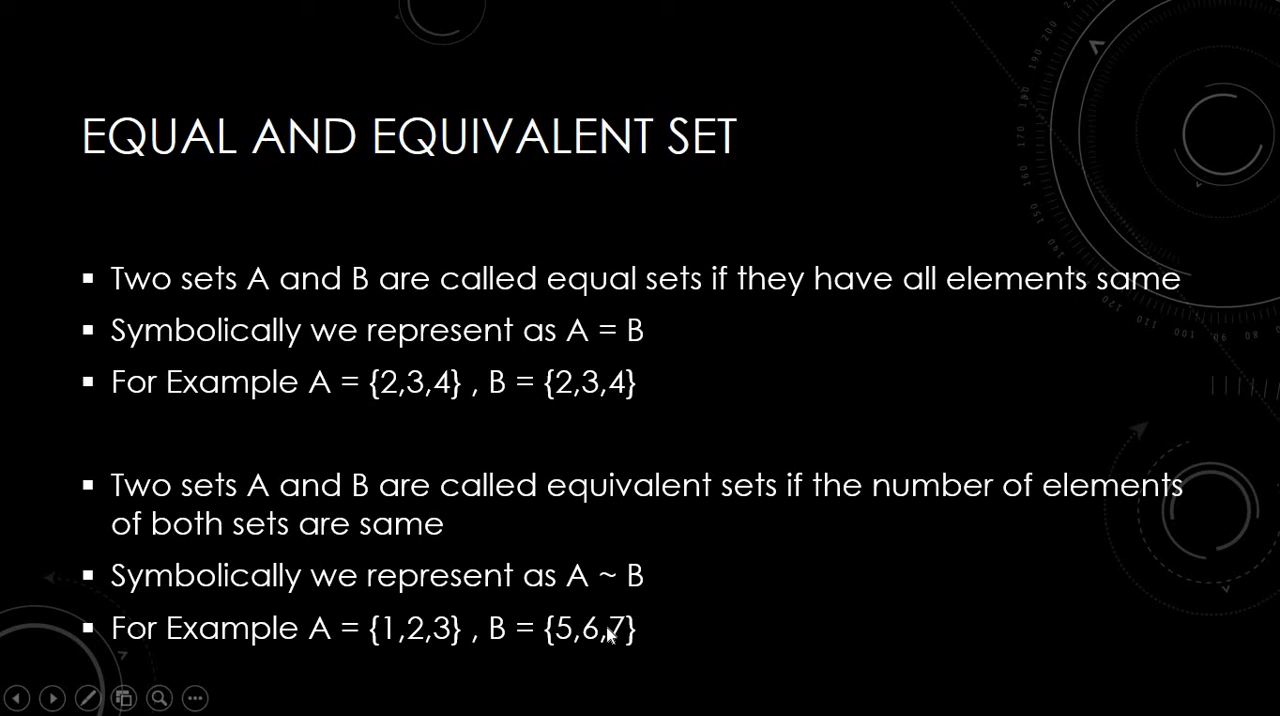 EQUAL AND EQUIVALENT SET
▪ Two sets A and B are called equal sets if they have all elements same
▪ Symbolically we represent as A = B
▪ For Example A = {2,3,4} , B = {2,3,4}
▪ Two sets A and B are called equivalent sets if the number of elements
of both sets are same
▪ Symbolically we represent as A ~ B
▪ For Example A = {1,2,3} , B = {5,6,7}